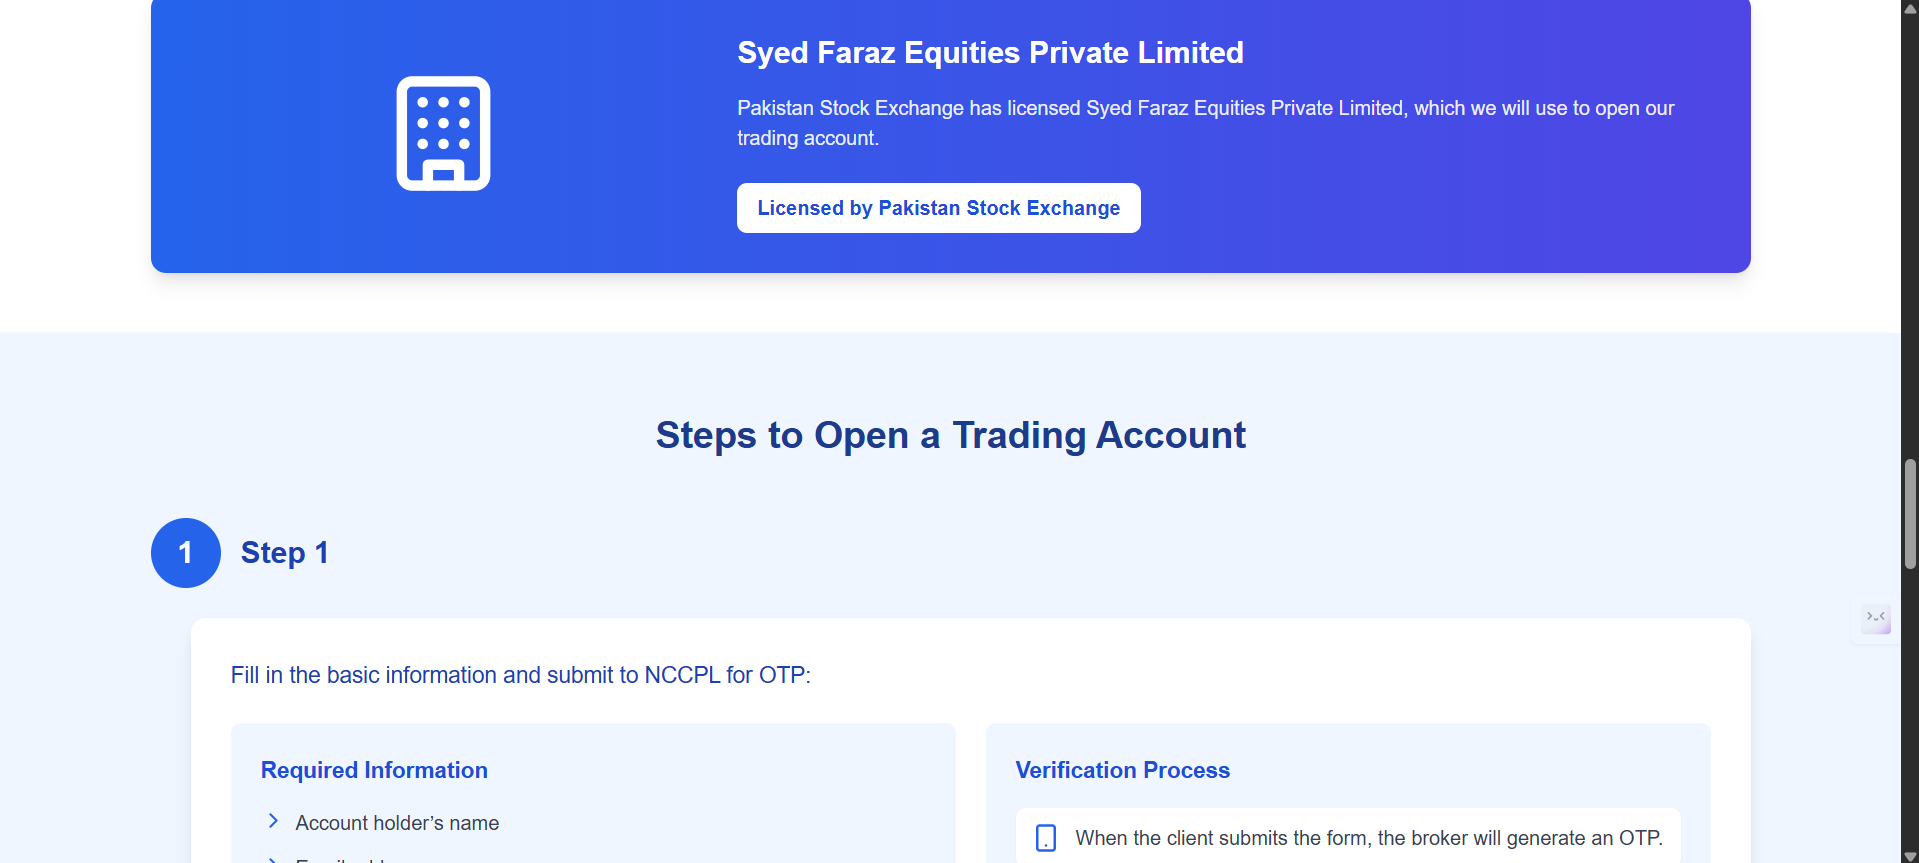 Syed Faraz Equities Private Limited
Pakistan Stock Exchange has licensed Syed Faraz Equities Private Limited, which we will use to open our
trading account.
Licensed by Pakistan Stock Exchange
Steps to Open a Trading Account
1
Step 1
Fill in the basic information and submit to NCCPL for OTP:
Required Information
Account holder’s name
Verification Process
When the client submits the form, the broker will generate an OTP.